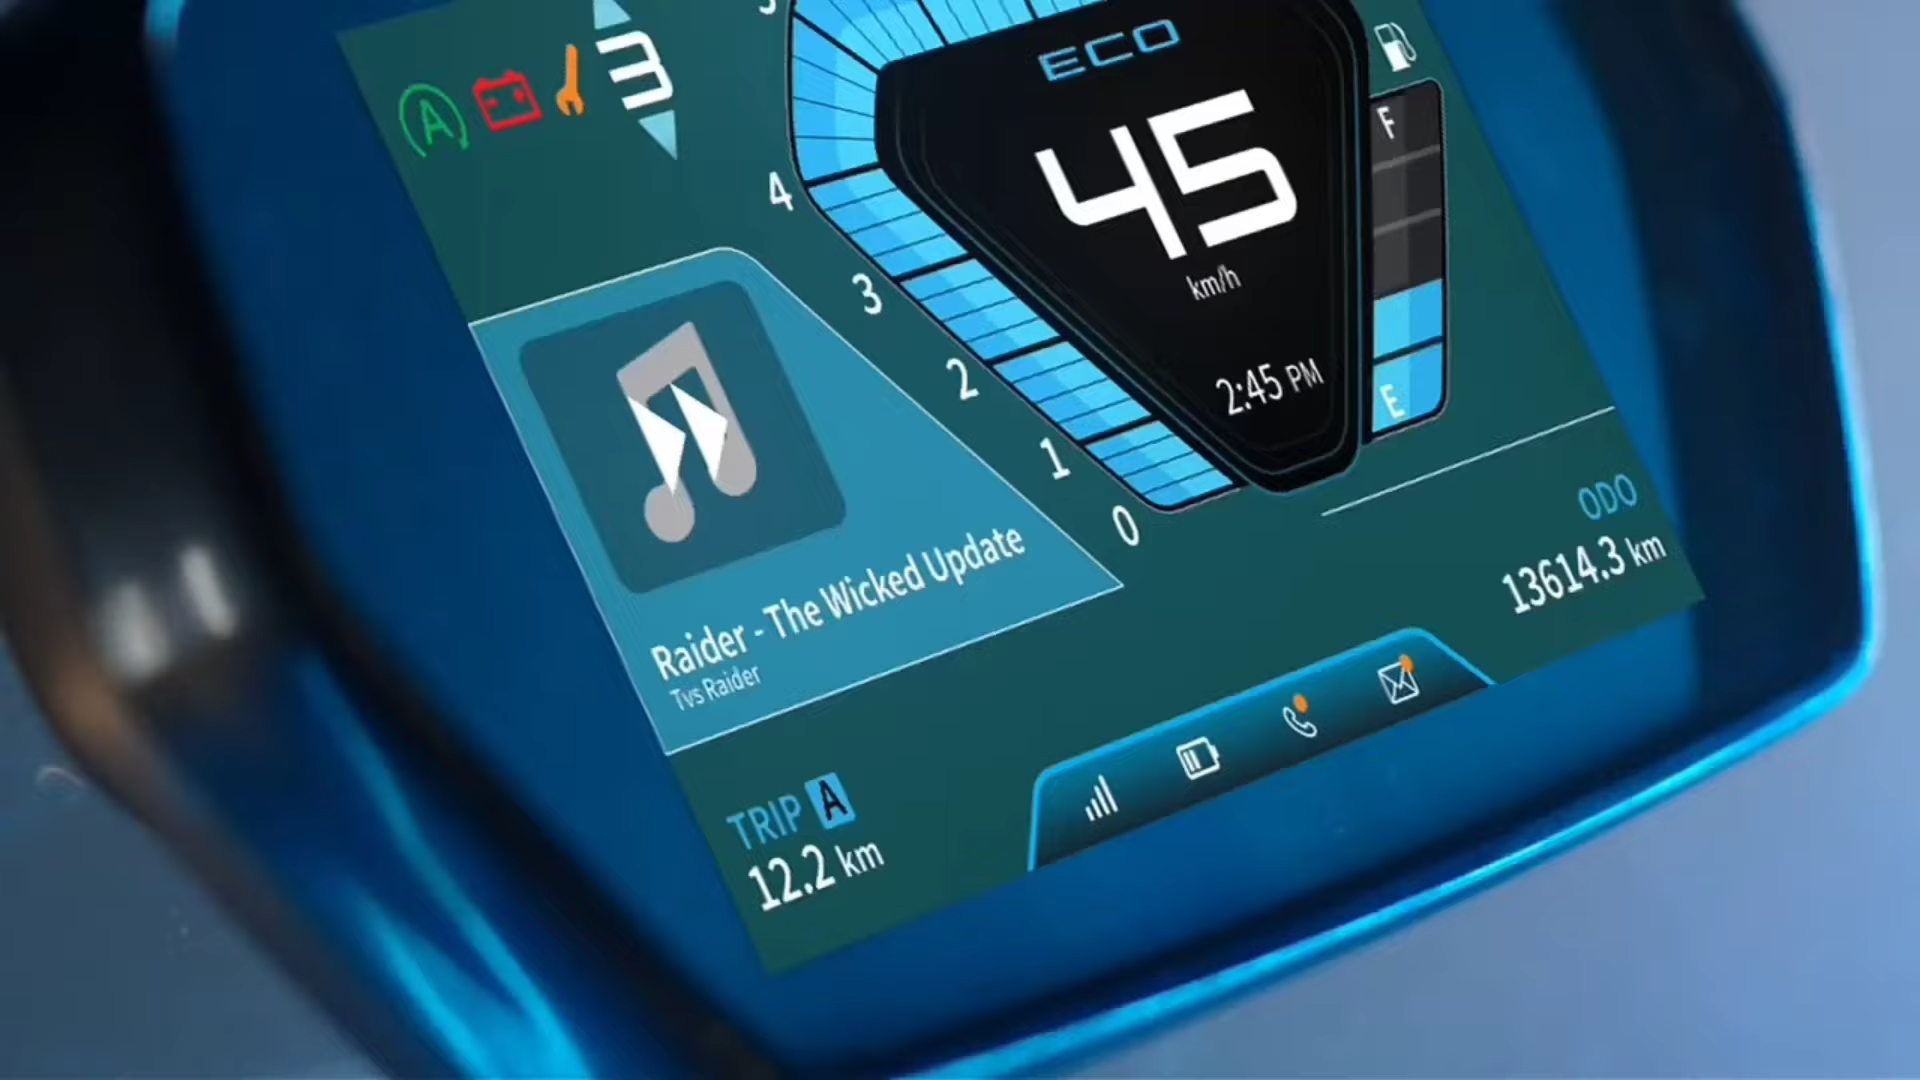 A
3
5
ECO
45
km/h
2:45 PM
F
E
4
3
2
1
0
Raider - The Wicked Update
Tvs Raider
ODO
13614.3 km
TRIP A
12.2 km